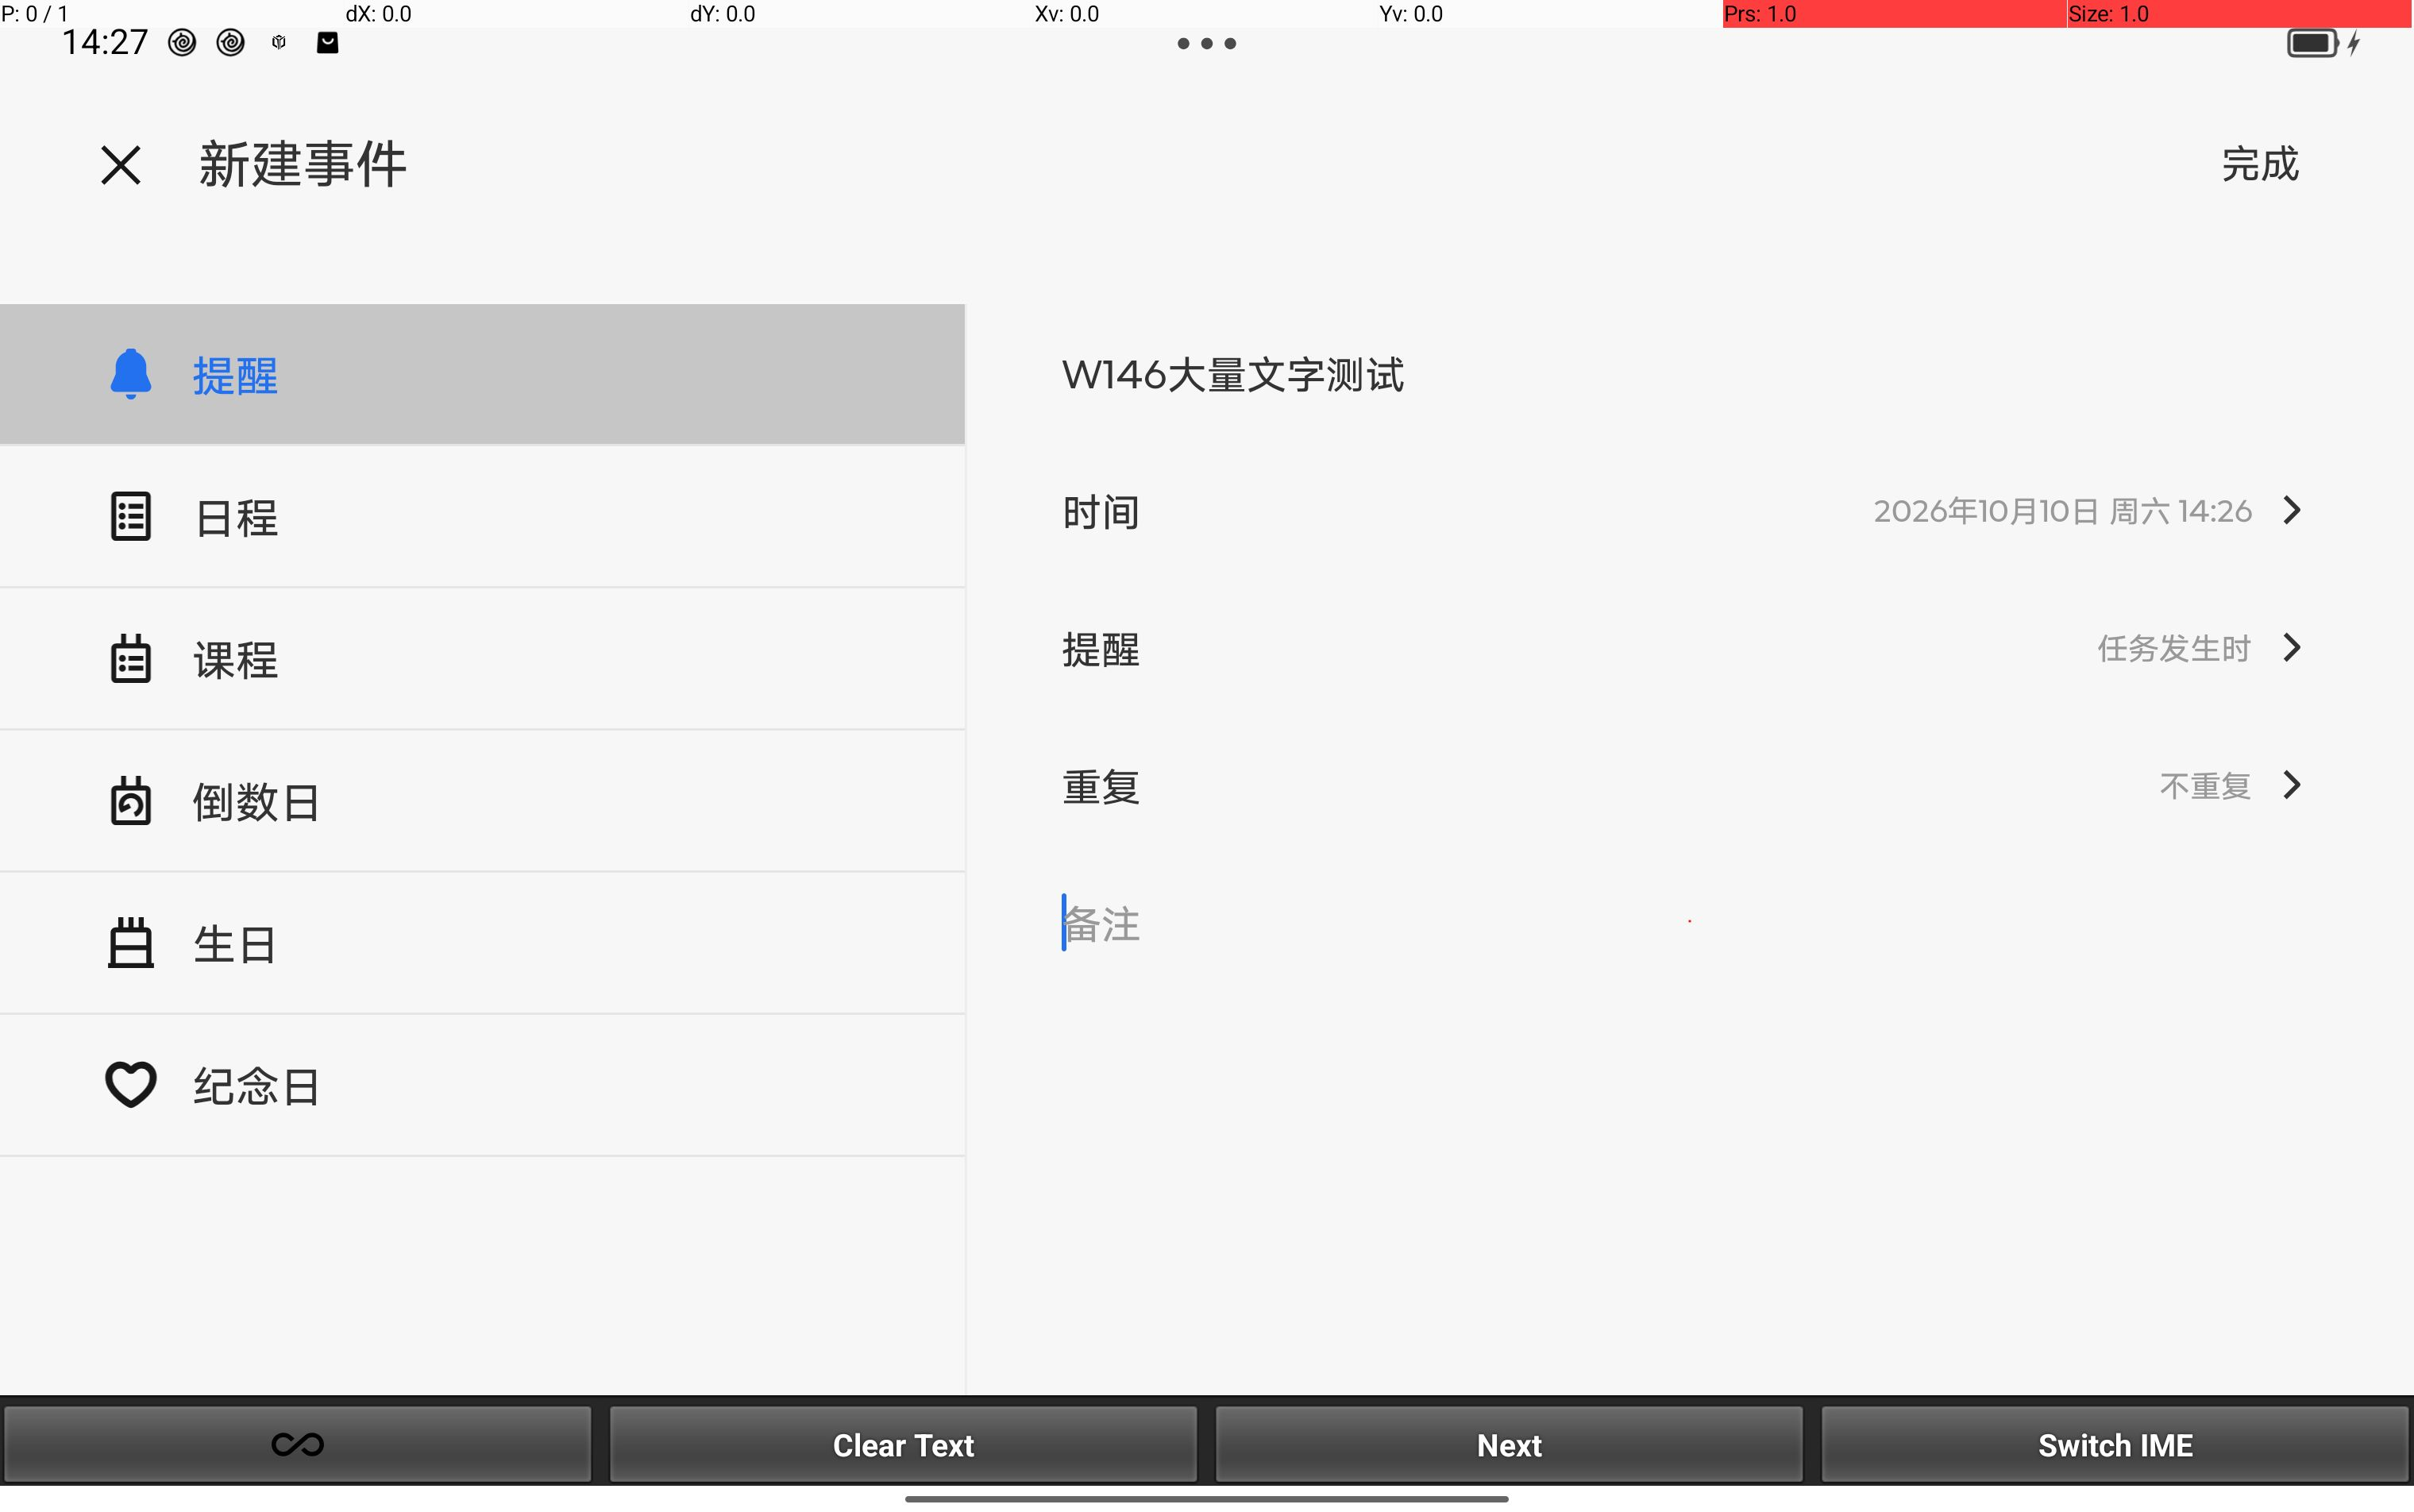 P: 0 / 1 dX: 0.0 dY: 0.0 Xv: 0.0 Yv: 0.0 Prs: 1.0 Size: 1.0
14:27
新建事件 完成
提醒
日程
课程
倒数日
生日
纪念日
W146大量文字测试
时间 2026年10月10日 周六 14:26
提醒 任务发生时
重复 不重复
备注
Clear Text Next Switch IME